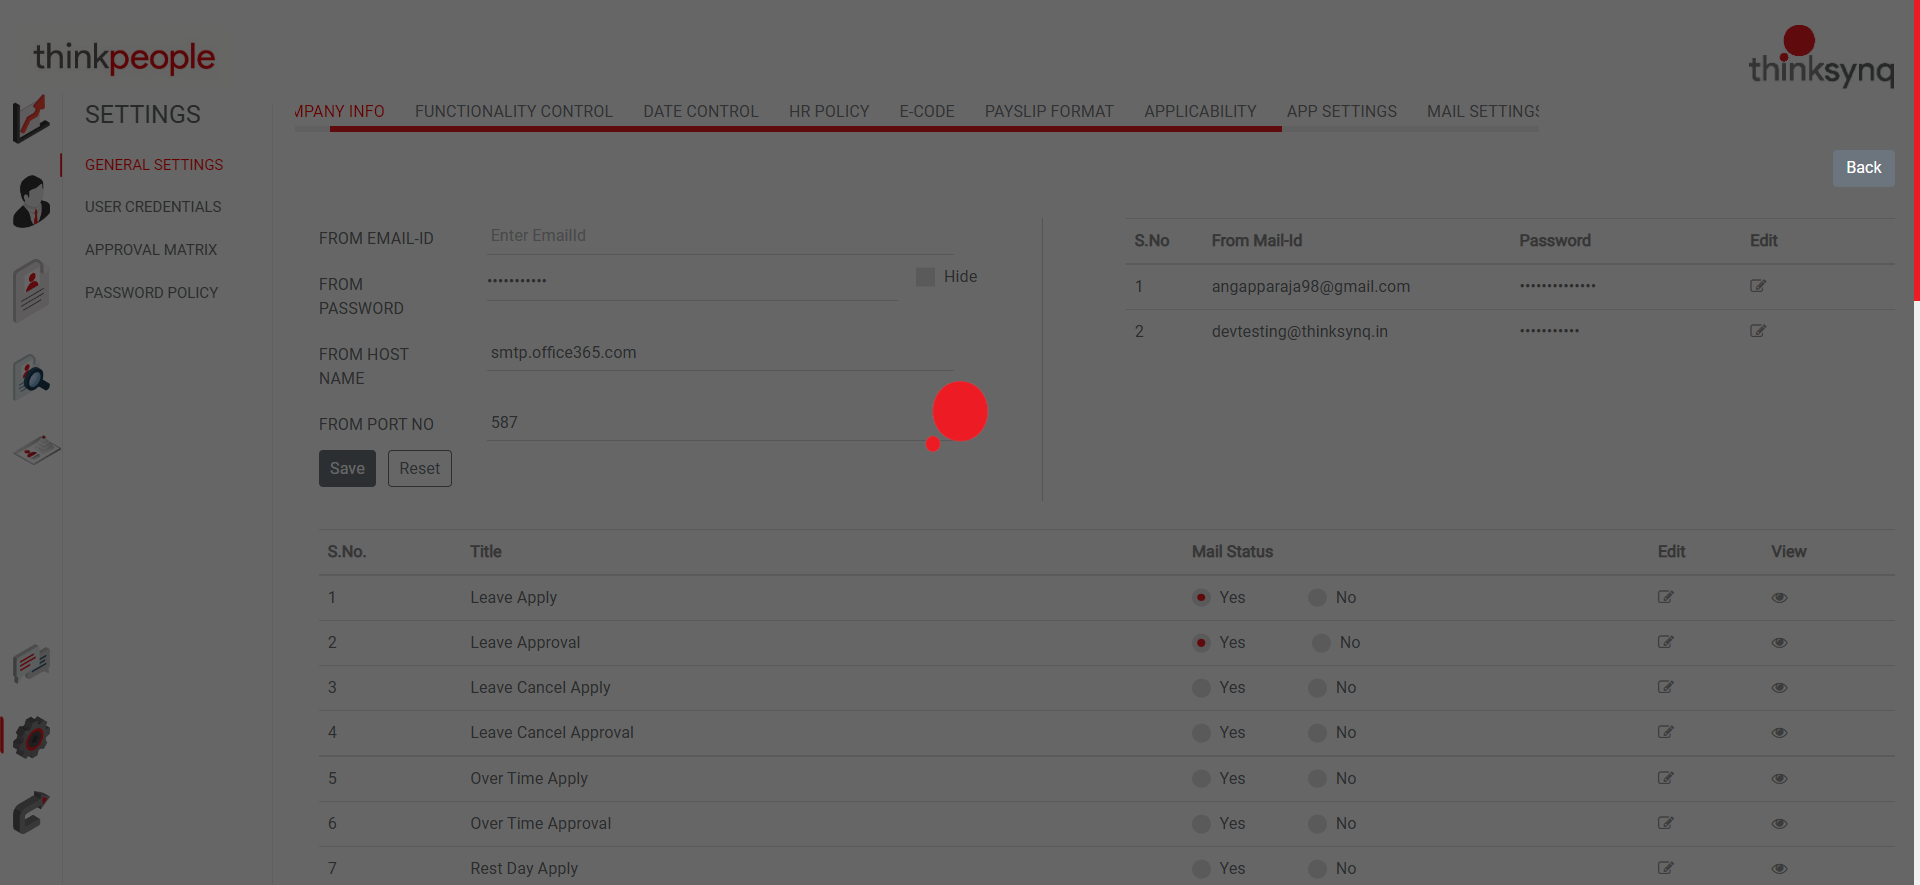 thinkpeople
thinksynq
SETTINGS
GENERAL SETTINGS
USER CREDENTIALS
APPROVAL MATRIX
PASSWORD POLICY
MPANY INFO FUNCTIONALITY CONTROL DATE CONTROL HR POLICY E-CODE PAYSLIP FORMAT APPLICABILITY APP SETTINGS MAIL SETTINGS
Back
FROM EMAIL-ID Enter EmailId
FROM PASSWORD ••••••••••• Hide
FROM HOST NAME smtp.office365.com
FROM PORT NO 587
Save Reset
S.No From Mail-Id Password Edit
1 angapparaja98@gmail.com ••••••••••••••
2 devtesting@thinksynq.in •••••••••••
S.No. Title Mail Status Edit View
1 Leave Apply Yes No
2 Leave Approval Yes No
3 Leave Cancel Apply Yes No
4 Leave Cancel Approval Yes No
5 Over Time Apply Yes No
6 Over Time Approval Yes No
7 Rest Day Apply Yes No